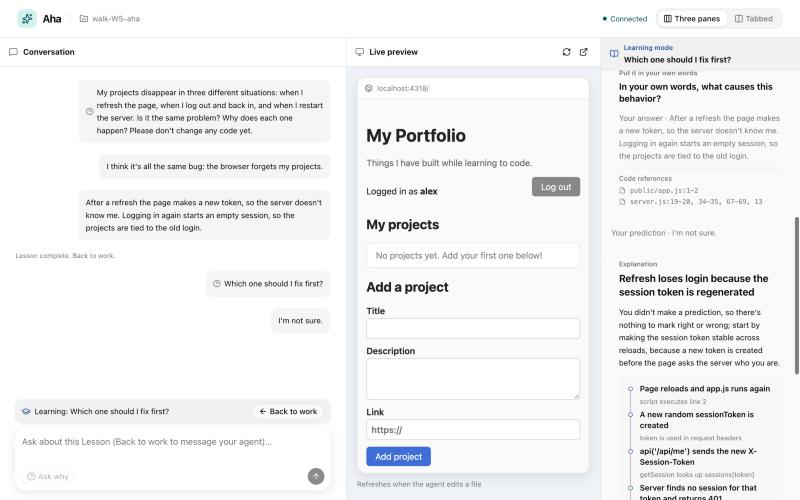 Aha
walk-W5-aha
Connected
Three panes
Tabbed
Conversation
My projects disappear in three different situations: when I
refresh the page, when I log out and back in, and when I restart
the server. Is it the same problem? Why does each one
happen? Please don't change any code yet.
I think it's all the same bug: the browser forgets my projects.
After a refresh the page makes a new token, so the server doesn't
know me. Logging in again starts an empty session, so the
projects are tied to the old login.
Lesson complete. Back to work.
Which one should I fix first?
I'm not sure.
Learning: Which one should I fix first?
Back to work
Ask about this Lesson (Back to work to message your agent)...
Ask why
Live preview
localhost:4318/
My Portfolio
Things I have built while learning to code.
Logged in as alex
Log out
My projects
No projects yet. Add your first one below!
Add a project
Title
Description
Link
https://
Add project
Refreshes when the agent edits a file
Learning mode
Which one should I fix first?
Put it in your own words
In your own words, what causes this
behavior?
Your answer · After a refresh the page makes
a new token, so the server doesn't know me.
Logging in again starts an empty session, so
the projects are tied to the old login.
Code references
public/app.js:1–2
server.js:19–20, 34–35, 67–69, 13
Your prediction · I'm not sure.
Explanation
Refresh loses login because the
session token is regenerated
You didn't make a prediction, so there's
nothing to mark right or wrong; start by
making the session token stable across
reloads, because a new token is created
before the page asks the server who you are.
Page reloads and app.js runs again
script executes line 2
A new random sessionToken is
created
token is used in request headers
api('/api/me') sends the new X-
Session-Token
getSession looks up sessions[token]
Server finds no session for that
token and returns 401